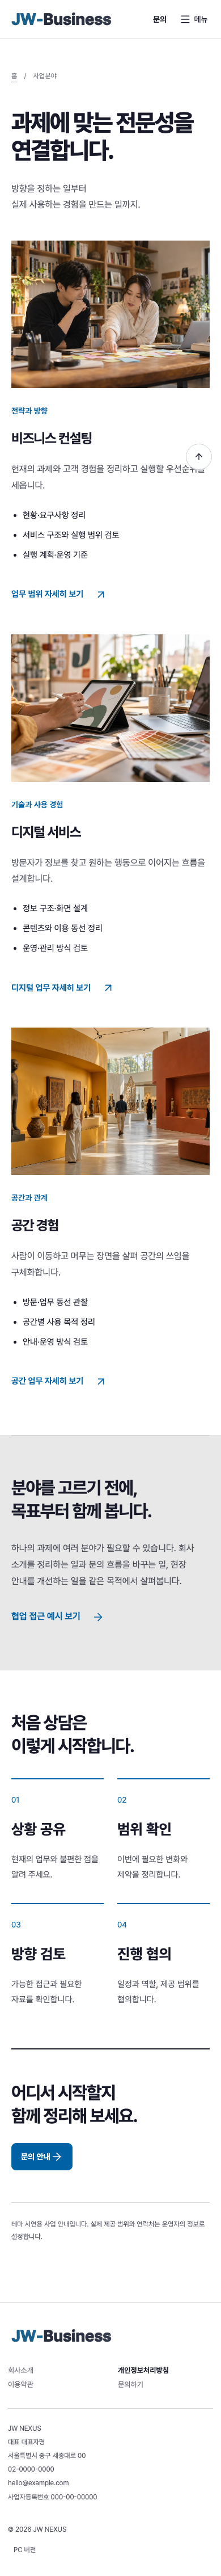 JW-Business
문의
메뉴
홈 / 사업분야
과제에 맞는 전문성을
연결합니다.
방향을 정하는 일부터
실제 사용하는 경험을 만드는 일까지.
전략과 방향
비즈니스 컨설팅
현재의 과제와 고객 경험을 정리하고 실행할 우선순위를
세웁니다.
현황·요구사항 정리
서비스 구조와 실행 범위 검토
실행 계획·운영 기준
업무 범위 자세히 보기
기술과 사용 경험
디지털 서비스
방문자가 정보를 찾고 원하는 행동으로 이어지는 흐름을
설계합니다.
정보 구조·화면 설계
콘텐츠와 이용 동선 정리
운영·관리 방식 검토
디지털 업무 자세히 보기
공간과 관계
공간 경험
사람이 이동하고 머무는 장면을 살펴 공간의 쓰임을
구체화합니다.
방문·업무 동선 관찰
공간별 사용 목적 정리
안내·운영 방식 검토
공간 업무 자세히 보기
분야를 고르기 전에,
목표부터 함께 봅니다.
하나의 과제에 여러 분야가 필요할 수 있습니다. 회사
소개를 정리하는 일과 문의 흐름을 바꾸는 일, 현장
안내를 개선하는 일을 같은 목적에서 살펴봅니다.
협업 접근 예시 보기
처음 상담은
이렇게 시작합니다.
01
상황 공유
현재의 업무와 불편한 점을
알려 주세요.
02
범위 확인
이번에 필요한 변화와
제약을 정리합니다.
03
방향 검토
가능한 접근과 필요한
자료를 확인합니다.
04
진행 협의
일정과 역할, 제공 범위를
협의합니다.
어디서 시작할지
함께 정리해 보세요.
문의 안내
테마 시연용 사업 안내입니다. 실제 제공 범위와 연락처는 운영자의 정보로
설정합니다.
JW-Business
회사소개
개인정보처리방침
이용약관
문의하기
JW NEXUS
대표 대표자명
서울특별시 중구 세종대로 00
02-0000-0000
hello@example.com
사업자등록번호 000-00-00000
© 2026 JW NEXUS
PC 버전